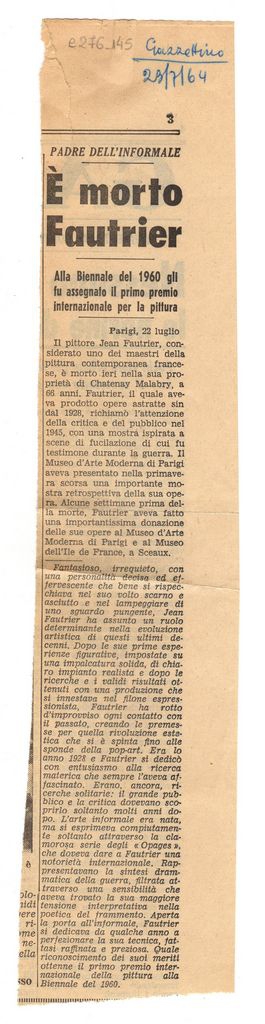 e276_145
Gazzettino
23/7/64
3
PADRE DELL'INFORMALE
È morto
Fautrier
Alla Biennale del 1960 gli
fu assegnato il primo premio
internazionale per la pittura
Parigi, 22 luglio
Il pittore Jean Fautrier, con-
siderato uno dei maestri della
pittura contemporanea france-
se, è morto ieri nella sua pro-
prietà di Chatenay Malabry, a
66 anni. Fautrier, il quale ave-
va prodotto opere astratte sin
dal 1928, richiamò l'attenzione
della critica e del pubblico nel
1945, con una mostra ispirata a
scene di fucilazione di cui fu
testimone durante la guerra. Il
Museo d'Arte Moderna di Parigi
aveva presentato nella primave-
ra scorsa una importante mo-
stra retrospettiva della sua ope-
ra. Alcune settimane prima del-
la morte, Fautrier aveva fatto
una importantissima donazione
delle sue opere al Museo d'Arte
Moderna di Parigi e al Museo
dell'Ile de France, a Sceaux.
Fantasioso, irrequieto, con
una personalità decisa ed ef-
fervescente che bene si rispec-
chiava nel suo volto scarno e
asciutto e nel lampeggiare di
uno sguardo pungente, Jean
Fautrier ha assunto un ruolo
determinante nella evoluzione
artistica di questi ultimi de-
cenni. Dopo le sue prime espe-
rienze figurative, impostate su
una impalcatura solida, di chia-
ro impianto realista e dopo le
ricerche e i validi risultati ot-
tenuti con una produzione che
si innestava nel filone espres-
sionista, Fautrier ha rotto
d'improvviso ogni contatto con
il passato, creando le premes-
se per quella rivoluzione esteti-
ca che si è spinta fino alle
sponde della pop-art. Era lo
anno 1928 e Fautrier si dedicò
con entusiasmo alla ricerca
materica che sempre l'aveva af-
fascinato. Erano, ancora, ri-
cerche solitarie: il grande pub-
blico e la critica dovevano sco-
prirlo soltanto molti anni do-
po. L'arte informale era nata,
ma si esprimeva compiutamen-
te soltanto attraverso la cla-
morosa serie degli « Opages »,
che doveva dare a Fautrier una
notorietà internazionale. Rap-
presentavano la sintesi dram-
matica della guerra, filtrata at-
traverso una sensibilità che
aveva trovato la sua maggiore
tensione interpretativa nella
poetica del frammento. Aperta
la porta all'informale, Fautrier
si dedicava da qualche anno a
perfezionare la sua tecnica, fat-
tasi raffinata e preziosa. Quale
riconoscimento dei suoi meriti
ottenne il primo premio inter-
nazionale della pittura alla
Biennale del 1960.
è
olo-
nidi
vere
ri-
ne-
ella
sso